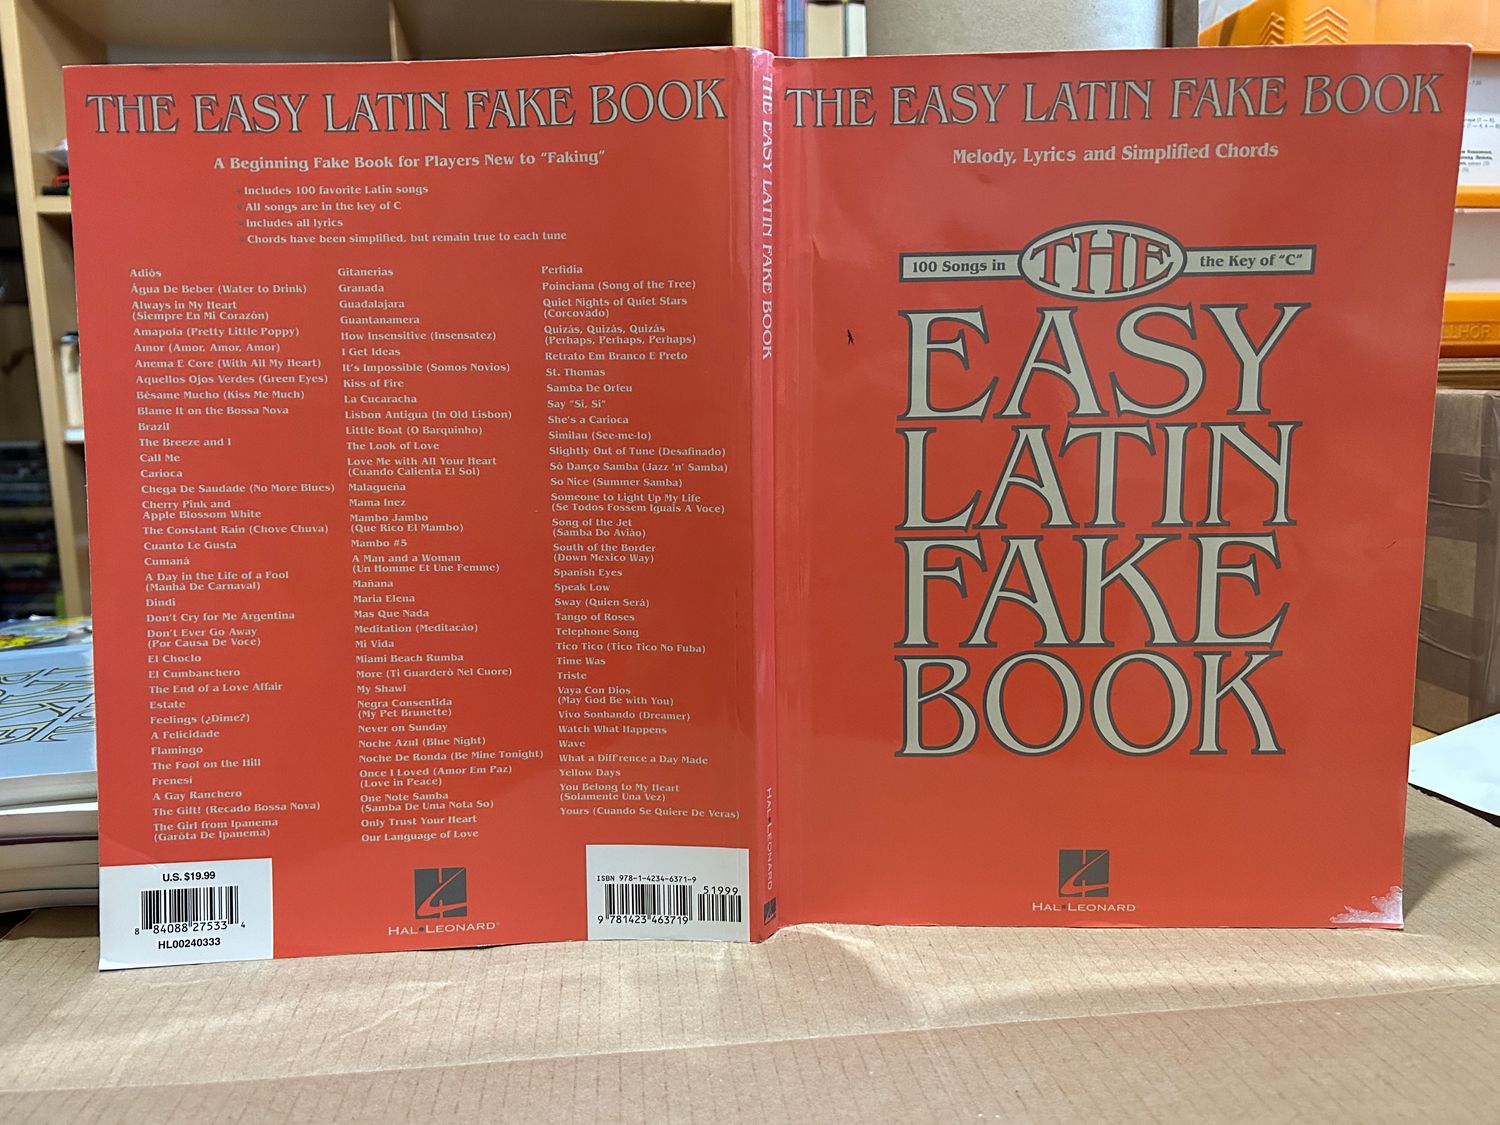 THE EASY LATIN FAKE BOOK
A Beginning Fake Book for Players New to “Faking”
Includes 100 favorite Latin songs
All songs are in the key of C
Includes all lyrics
Chords have been simplified, but remain true to each tune
Adiós
Água De Beber (Water to Drink)
Always in My Heart
(Siempre En Mi Corazón)
Amapola (Pretty Little Poppy)
Amor (Amor, Amor, Amor)
Anema E Core (With All My Heart)
Aquellos Ojos Verdes (Green Eyes)
Bésame Mucho (Kiss Me Much)
Blame It on the Bossa Nova
Brazil
The Breeze and I
Call Me
Carioca
Chega De Saudade (No More Blues)
Cherry Pink and
Apple Blossom White
The Constant Rain (Chove Chuva)
Cuanto Le Gusta
Cumaná
A Day in the Life of a Fool
(Manhã De Carnaval)
Dindi
Don't Cry for Me Argentina
Don't Ever Go Away
(Por Causa De Voce)
El Choclo
El Cumbanchero
The End of a Love Affair
Estate
Feelings (¿Dime?)
A Felicidade
Flamingo
The Fool on the Hill
Frenesí
A Gay Ranchero
The Gift! (Recado Bossa Nova)
The Girl from Ipanema
(Garôta De Ipanema)
Gitanerias
Granada
Guadalajara
Guantanamera
How Insensitive (Insensatez)
I Get Ideas
It's Impossible (Somos Novios)
Kiss of Fire
La Cucaracha
Lisbon Antigua (In Old Lisbon)
Little Boat (O Barquinho)
The Look of Love
Love Me with All Your Heart
(Cuando Calienta El Sol)
Malagueña
Mama Inez
Mambo Jambo
(Que Rico El Mambo)
Mambo #5
A Man and a Woman
(Un Homme Et Une Femme)
Mañana
Maria Elena
Mas Que Nada
Meditation (Meditacão)
Mi Vida
Miami Beach Rumba
More (Ti Guarderò Nel Cuore)
My Shawl
Negra Consentida
(My Pet Brunette)
Never on Sunday
Noche Azul (Blue Night)
Noche De Ronda (Be Mine Tonight)
Once I Loved (Amor Em Paz)
(Love in Peace)
One Note Samba
(Samba De Uma Nota So)
Only Trust Your Heart
Our Language of Love
Perfidia
Poinciana (Song of the Tree)
Quiet Nights of Quiet Stars
(Corcovado)
Quizás, Quizás, Quizás
(Perhaps, Perhaps, Perhaps)
Retrato Em Branco E Preto
St. Thomas
Samba De Orfeu
Say "Si, Si"
She's a Carioca
Similau (See-me-lo)
Slightly Out of Tune (Desafinado)
Só Danço Samba (Jazz 'n' Samba)
So Nice (Summer Samba)
Someone to Light Up My Life
(Se Todos Fossem Iguais A Voce)
Song of the Jet
(Samba Do Avião)
South of the Border
(Down Mexico Way)
Spanish Eyes
Speak Low
Sway (Quien Será)
Tango of Roses
Telephone Song
Tico Tico (Tico Tico No Fuba)
Time Was
Triste
Vaya Con Dios
(May God Be with You)
Vivo Sonhando (Dreamer)
Watch What Happens
Wave
What a Diff'rence a Day Made
Yellow Days
You Belong to My Heart
(Solamente Una Vez)
Yours (Cuando Se Quiere De Veras)
U.S. $19.99
8 84088 27533 4
HL00240333
HAL•LEONARD®
ISBN 978-1-4234-6371-9
51999
9 781423 463719
THE EASY LATIN FAKE BOOK
HAL•LEONARD
THE EASY LATIN FAKE BOOK
Melody, Lyrics and Simplified Chords
100 Songs in THE the Key of "C"
EASY
LATIN
FAKE
BOOK
HAL•LEONARD®